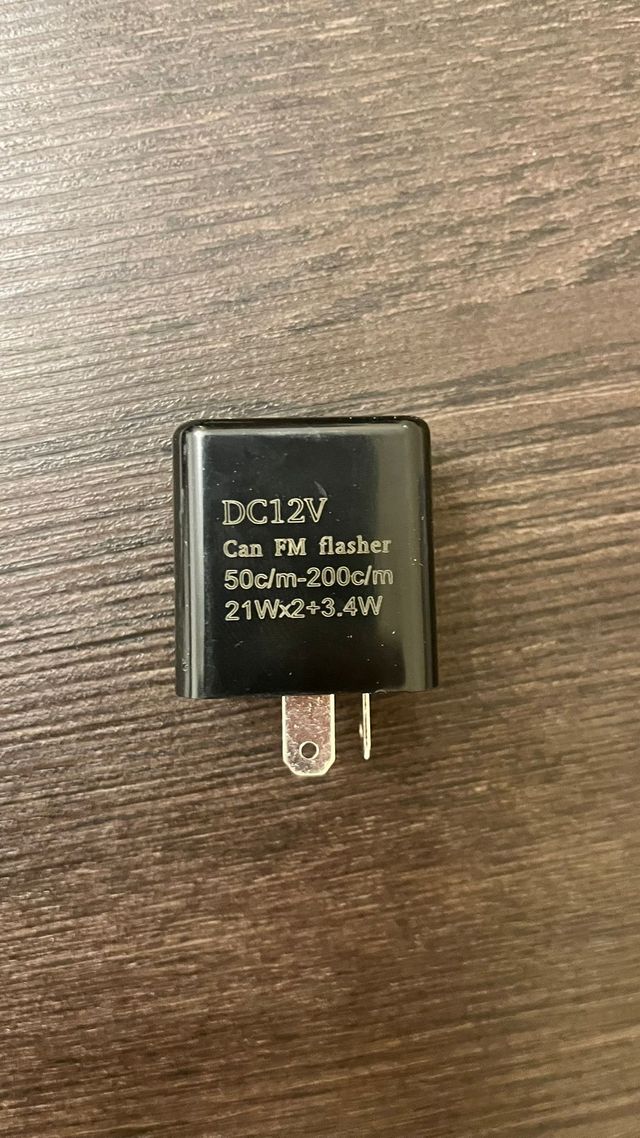 DC12V
Can FM flasher
50c/m-200c/m
21Wx2+3.4W